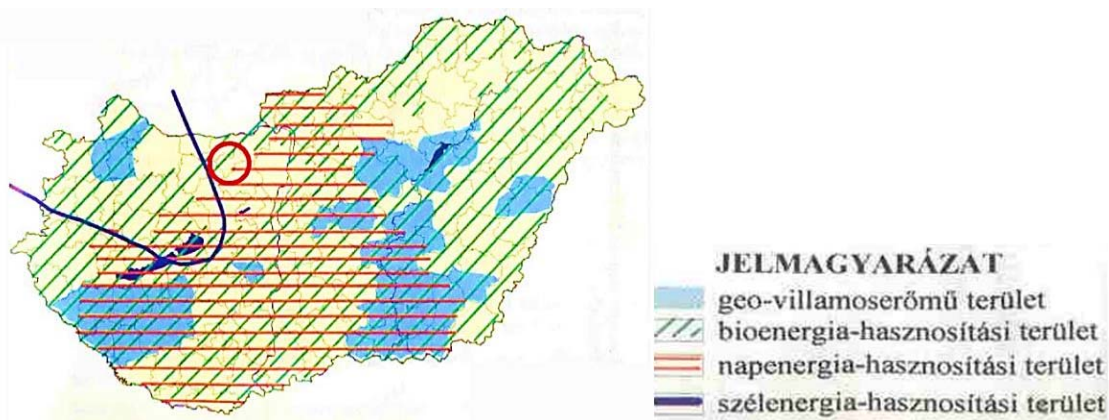 JELMAGYARÁZAT
geo-villamoserőmű terület
bioenergia-hasznosítási terület
napenergia-hasznosítási terület
szélenergia-hasznosítási terület